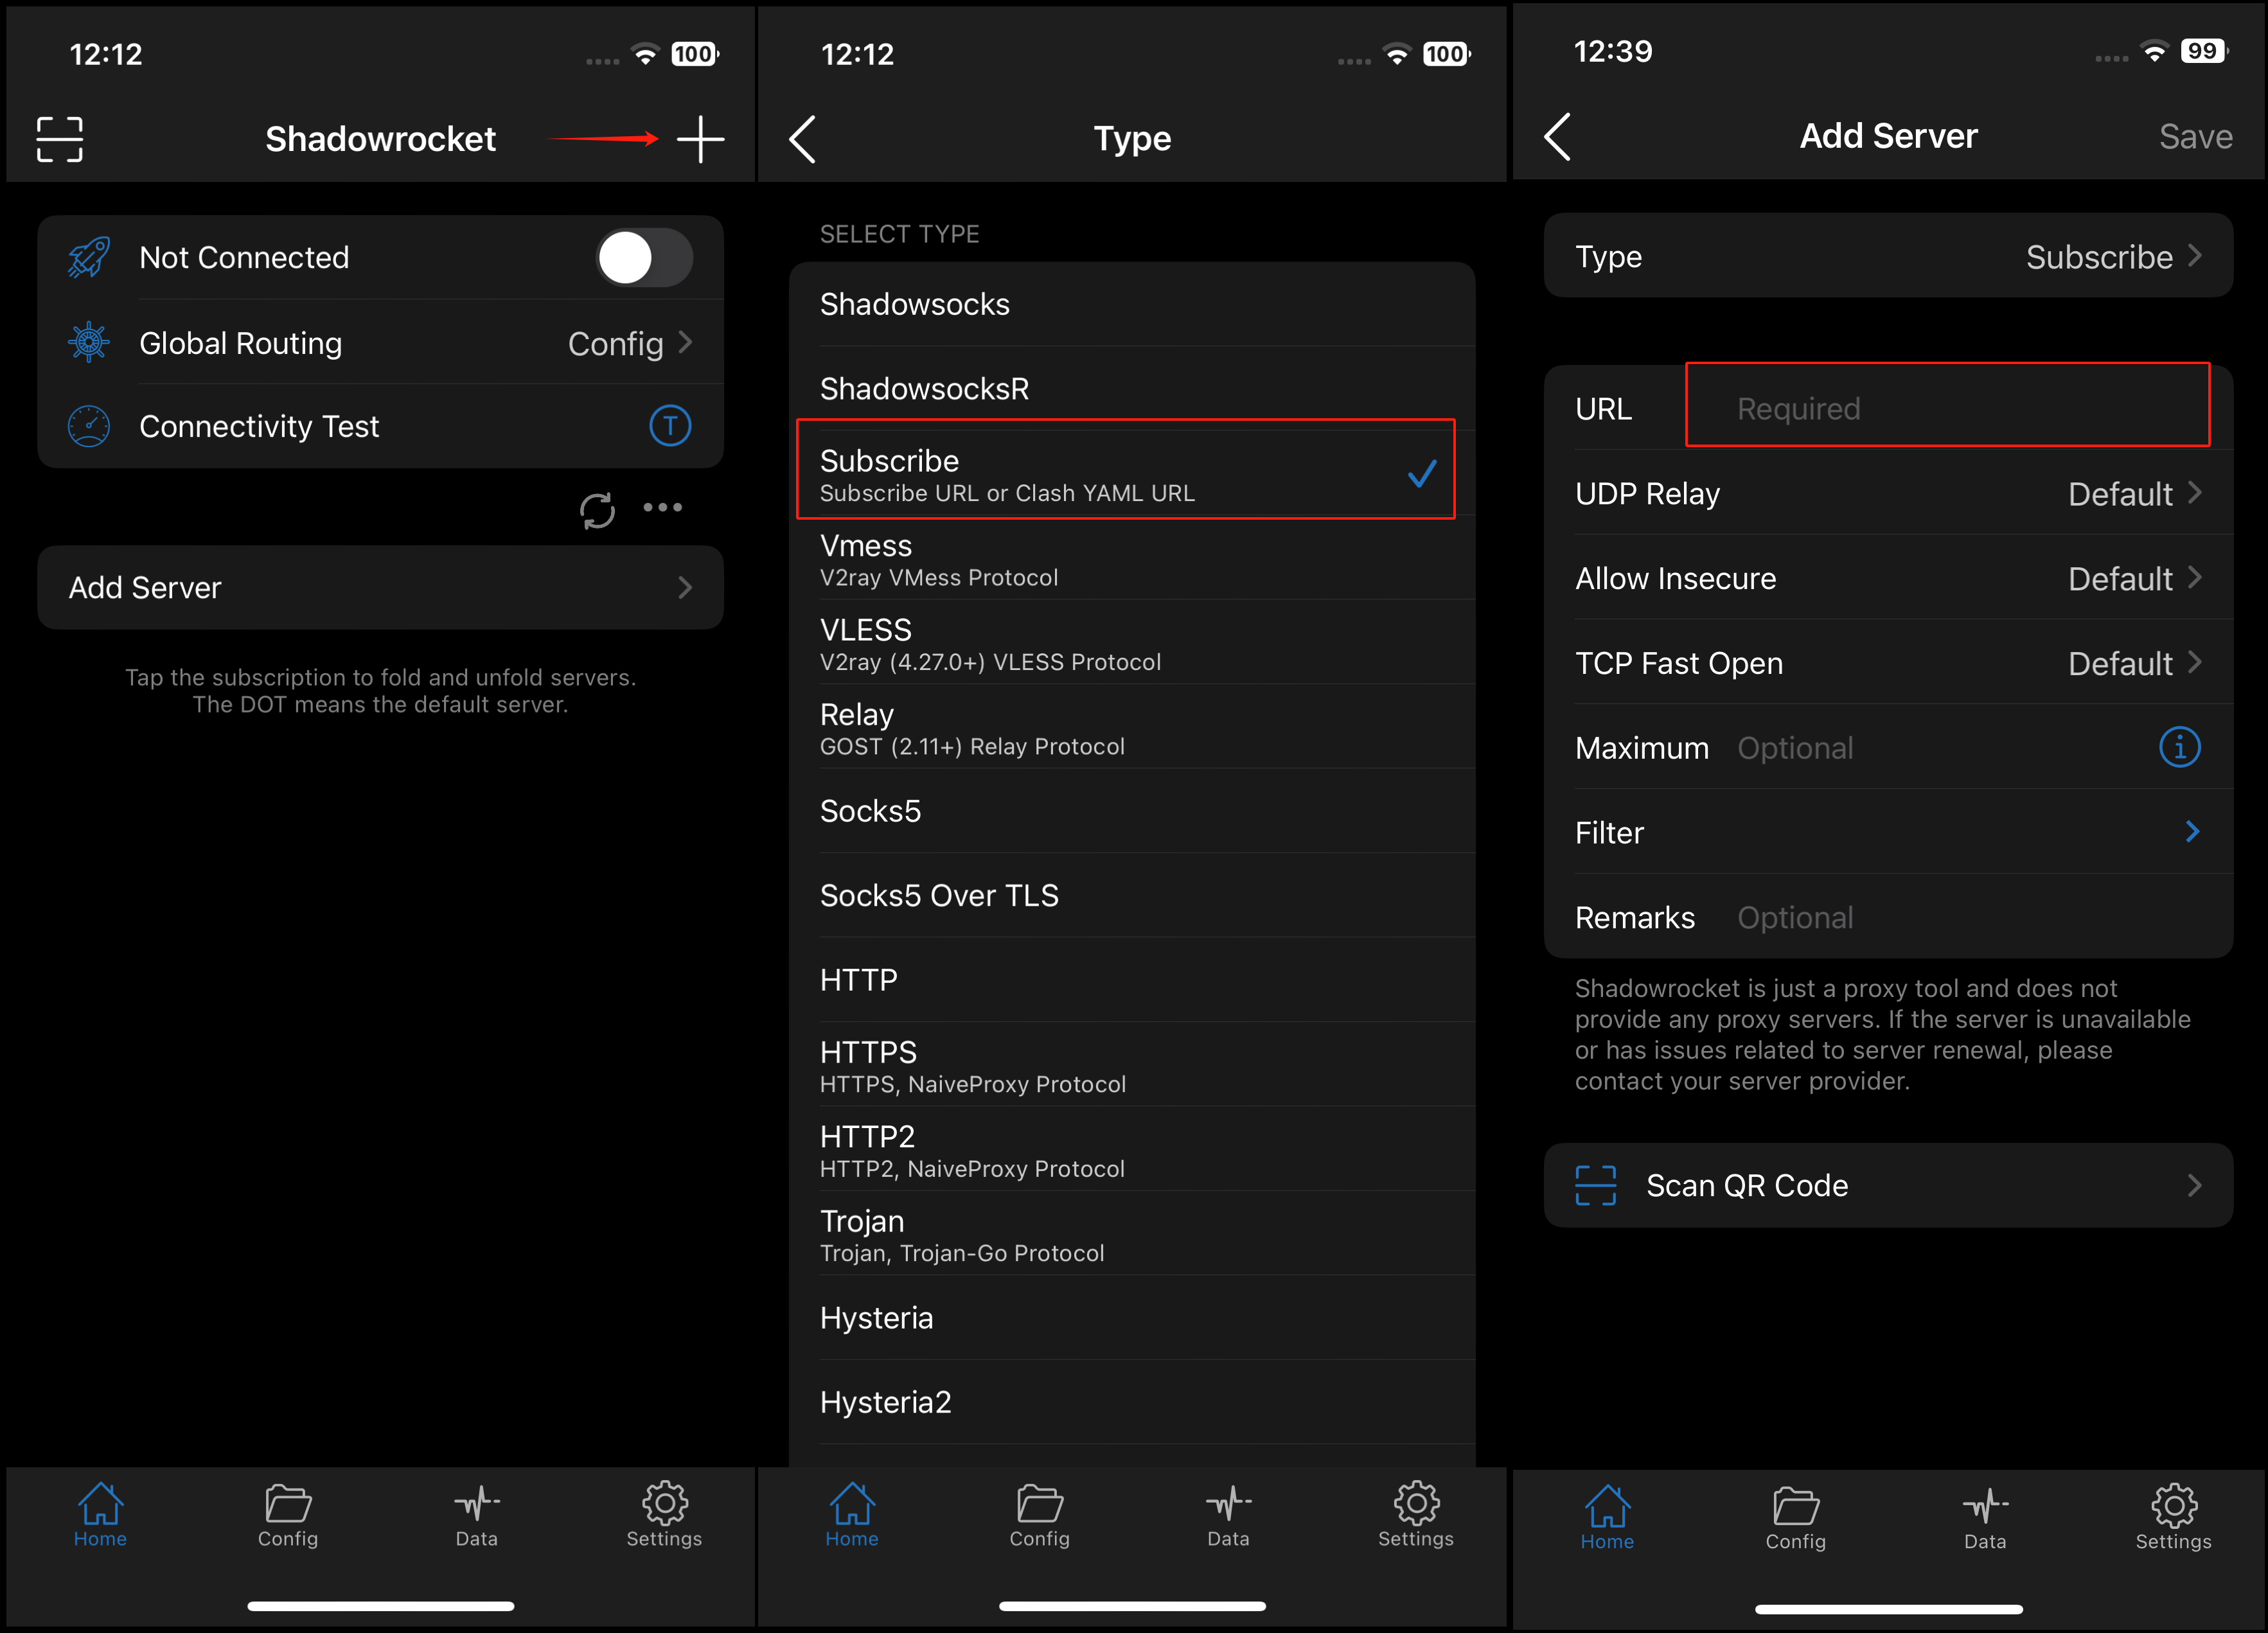 12:12
100
Shadowrocket
Not Connected
Global Routing Config
Connectivity Test T
Add Server
Tap the subscription to fold and unfold servers.
The DOT means the default server.
Home Config Data Settings
12:12
100
Type
SELECT TYPE
Shadowsocks
ShadowsocksR
Subscribe
Subscribe URL or Clash YAML URL
Vmess
V2ray VMess Protocol
VLESS
V2ray (4.27.0+) VLESS Protocol
Relay
GOST (2.11+) Relay Protocol
Socks5
Socks5 Over TLS
HTTP
HTTPS
HTTPS, NaiveProxy Protocol
HTTP2
HTTP2, NaiveProxy Protocol
Trojan
Trojan, Trojan-Go Protocol
Hysteria
Hysteria2
Home Config Data Settings
12:39
99
Add Server Save
Type Subscribe
URL Required
UDP Relay Default
Allow Insecure Default
TCP Fast Open Default
Maximum Optional i
Filter
Remarks Optional
Shadowrocket is just a proxy tool and does not
provide any proxy servers. If the server is unavailable
or has issues related to server renewal, please
contact your server provider.
Scan QR Code
Home Config Data Settings